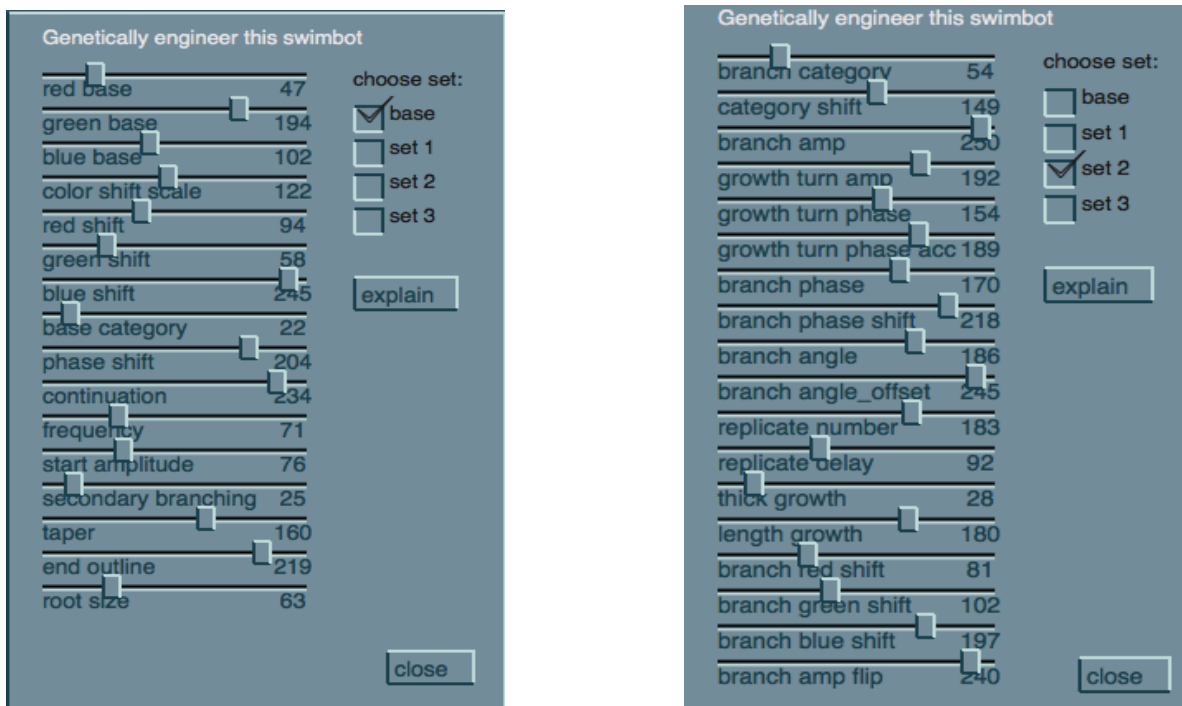 Genetically engineer this swimbot
choose set:
red base 47
base
green base 194
set 1
blue base 102
set 2
color shift scale 122
set 3
red shift 94
green shift 58
blue shift 245
explain
base category 22
phase shift 204
continuation 234
frequency 71
start amplitude 76
secondary branching 25
taper 160
end outline 219
root size 63
close
Genetically engineer this swimbot
choose set:
branch category 54
base
category shift 149
set 1
branch amp 250
set 2
growth turn amp 192
set 3
growth turn phase 154
growth turn phase acc 189
branch phase 170
explain
branch phase shift 218
branch angle 186
branch angle_offset 245
replicate number 183
replicate delay 92
thick growth 28
length growth 180
branch red shift 81
branch green shift 102
branch blue shift 197
branch amp flip 240
close